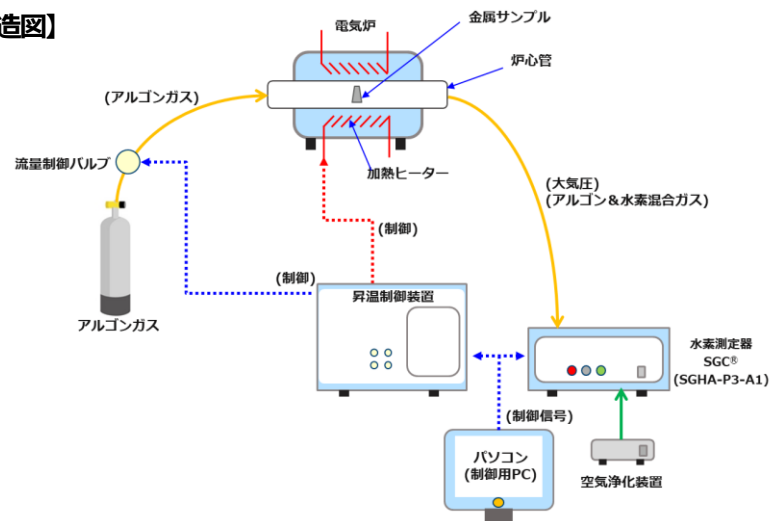 造図】
電気炉
金属サンプル
炉心管
(アルゴンガス)
流量制御バルブ
加熱ヒーター
(大気圧)
(アルゴン＆水素混合ガス)
(制御)
(制御)
昇温制御装置
アルゴンガス
水素測定器
SGC®
(SGHA-P3-A1)
(制御信号)
パソコン
(制御用PC)
空気浄化装置